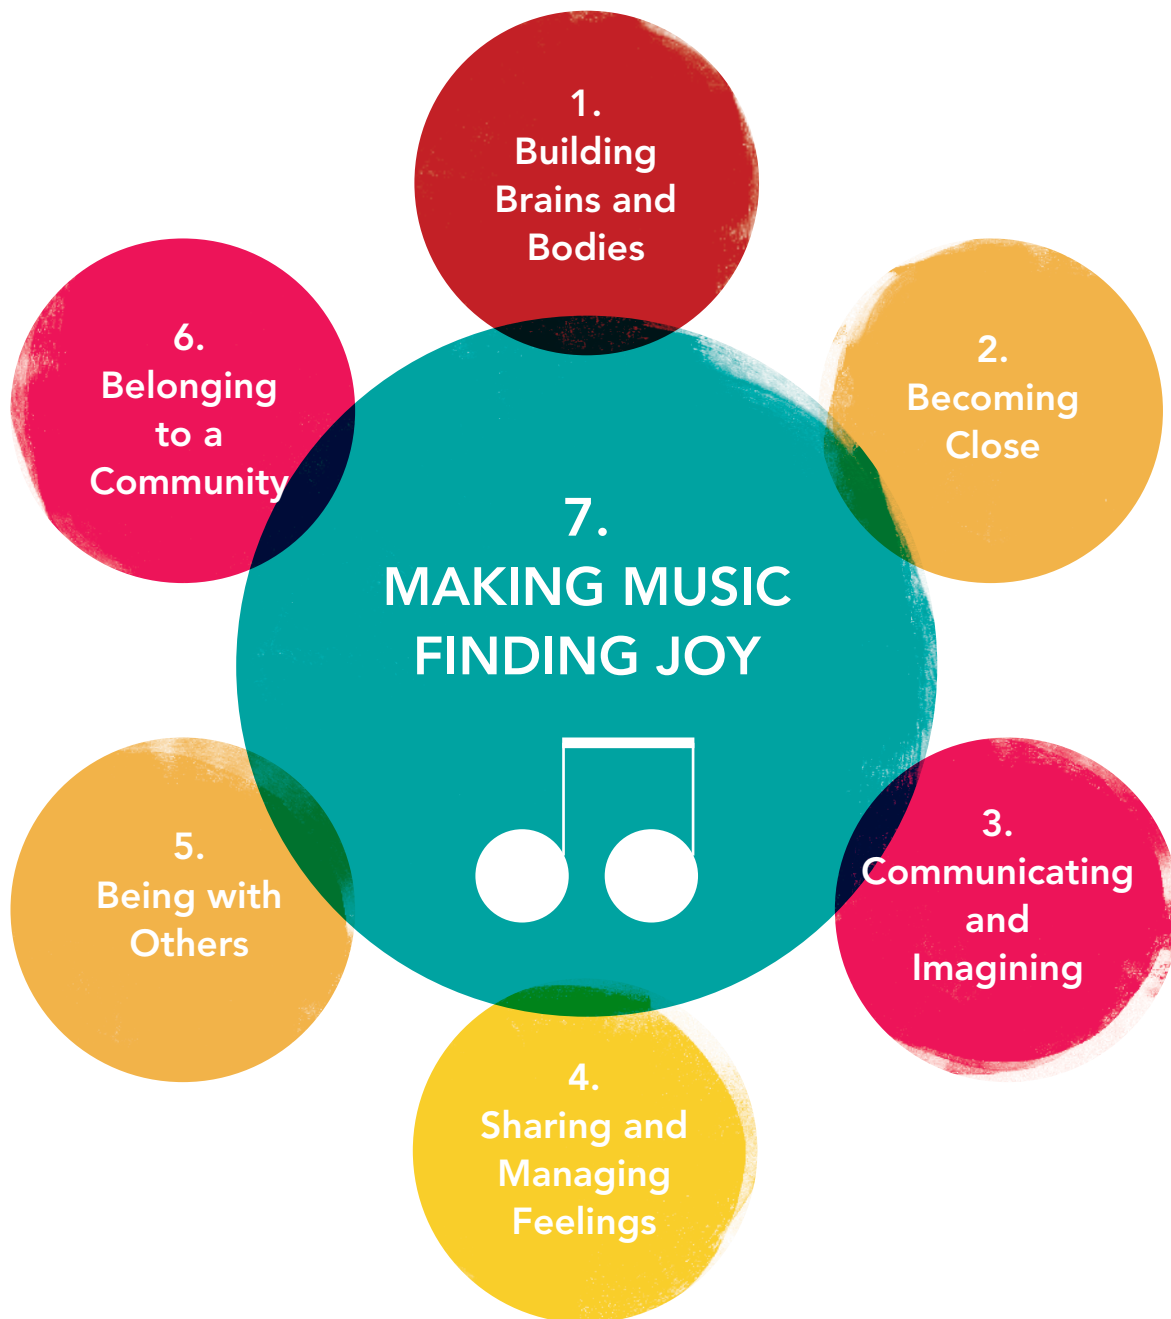 1.
Building
Brains and
Bodies
2.
Becoming
Close
3.
Communicating
and
Imagining
4.
Sharing and
Managing
Feelings
5.
Being with
Others
6.
Belonging
to a
Community
7.
MAKING MUSIC
FINDING JOY